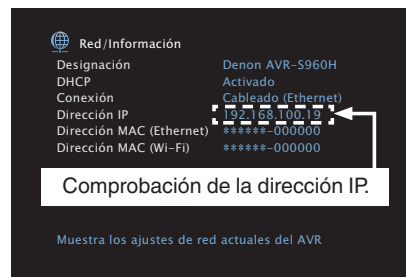 Red/Información
Designación Denon AVR-S960H
DHCP Activado
Conexión Cableado (Ethernet)
Dirección IP 192.168.100.19
Dirección MAC (Ethernet) ******-000000
Dirección MAC (Wi-Fi) ******-000000
Comprobación de la dirección IP.
Muestra los ajustes de red actuales del AVR